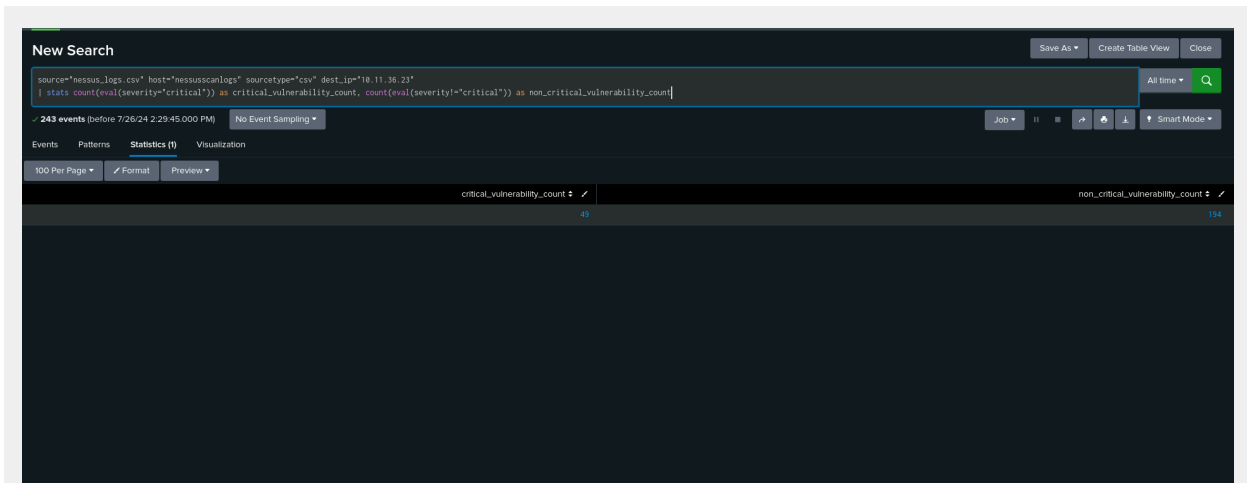 New Search
Save As
Create Table View
Close
source="nessus_logs.csv" host="nessusscanlogs" sourcetype="csv" dest_ip="10.11.36.23"
| stats count(eval(severity="critical")) as critical_vulnerability_count, count(eval(severity!="critical")) as non_critical_vulnerability_count
All time
243 events (before 7/26/24 2:29:45.000 PM)
No Event Sampling
Job
Smart Mode
Events
Patterns
Statistics (1)
Visualization
100 Per Page
Format
Preview
critical_vulnerability_count
non_critical_vulnerability_count
49
194